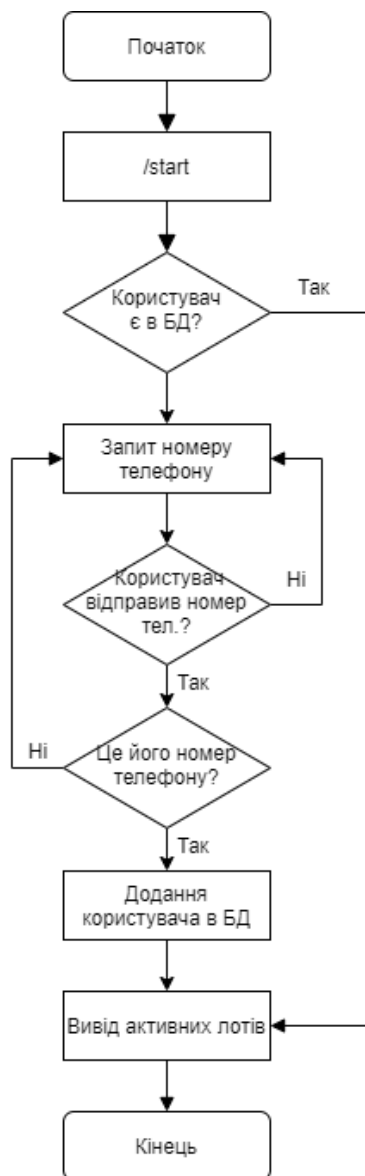 Початок
/start
Користувач
є в БД?
Так
Запит номеру
телефону
Користувач
відправив номер
тел.?
Ні
Так
Це його номер
телефону?
Ні
Так
Додання
користувача в БД
Вивід активних лотів
Кінець